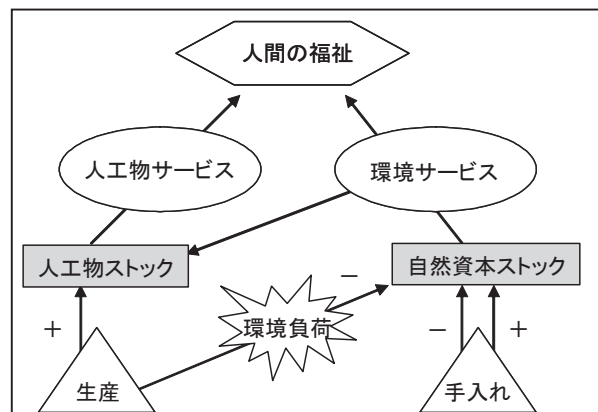 人間の福祉
人工物サービス
環境サービス
人工物ストック
自然資本ストック
－
環境負荷
＋
－
＋
生産
手入れ